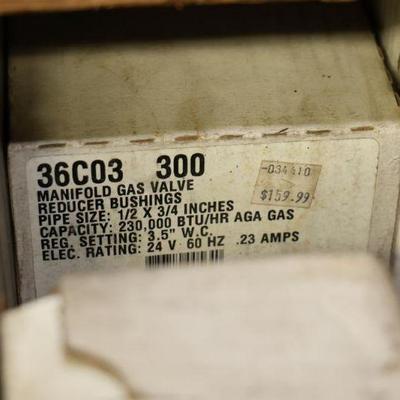 36C03 300
MANIFOLD GAS VALVE
REDUCER BUSHINGS
PIPE SIZE: 1/2 X 3/4 INCHES
CAPACITY: 230,000 BTU/HR AGA GAS
REG. SETTING: 3.5" W.C.
ELEC. RATING: 24 V 60 HZ .23 AMPS
$159.99